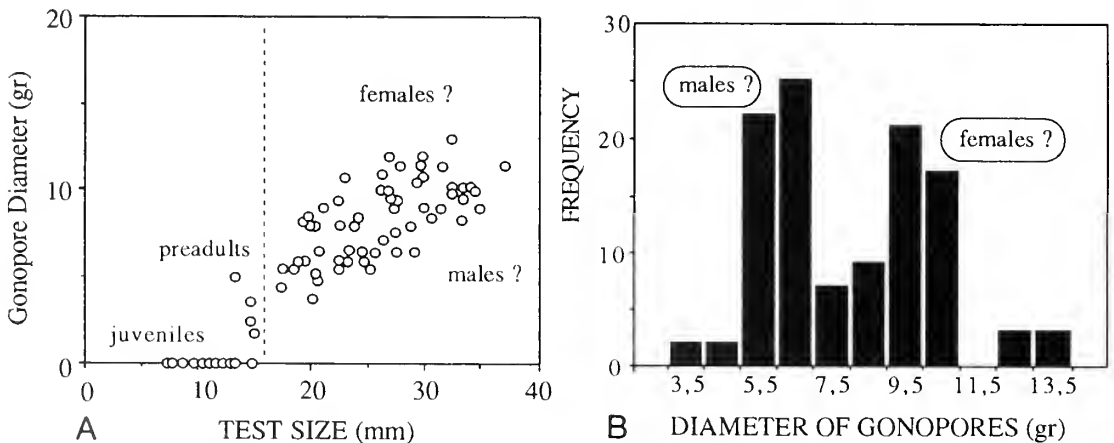 20
10
0
Gonopore Diameter (gr)
females ?
preadults
males ?
juveniles
0 10 20 30 40
A TEST SIZE (mm)
30
20
10
0
FREQUENCY
males ?
females ?
3,5 5,5 7,5 9,5 11,5 13,5
B DIAMETER OF GONOPORES (gr)